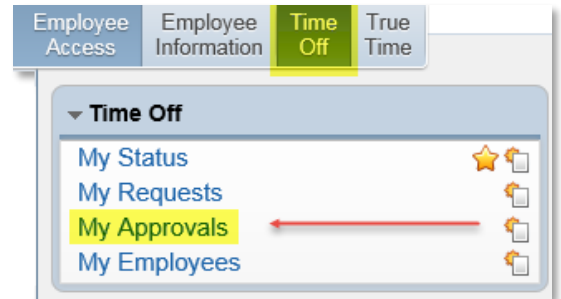 Employee Access
Employee Information
Time Off
True Time
Time Off
My Status
My Requests
My Approvals
My Employees